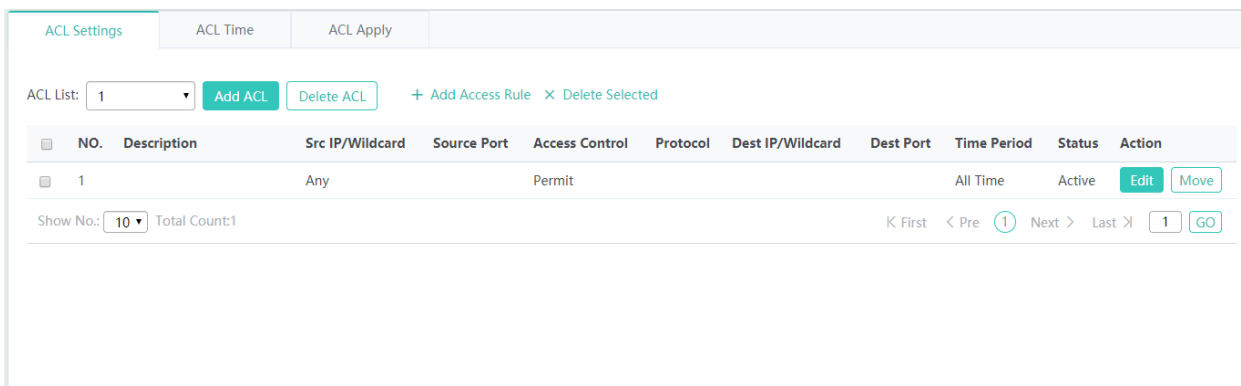 ACL Settings ACL Time ACL Apply
ACL List: 1 Add ACL Delete ACL + Add Access Rule × Delete Selected
NO. Description Src IP/Wildcard Source Port Access Control Protocol Dest IP/Wildcard Dest Port Time Period Status Action
1 Any Permit All Time Active Edit Move
Show No.: 10 Total Count:1 First Pre 1 Next Last 1 GO